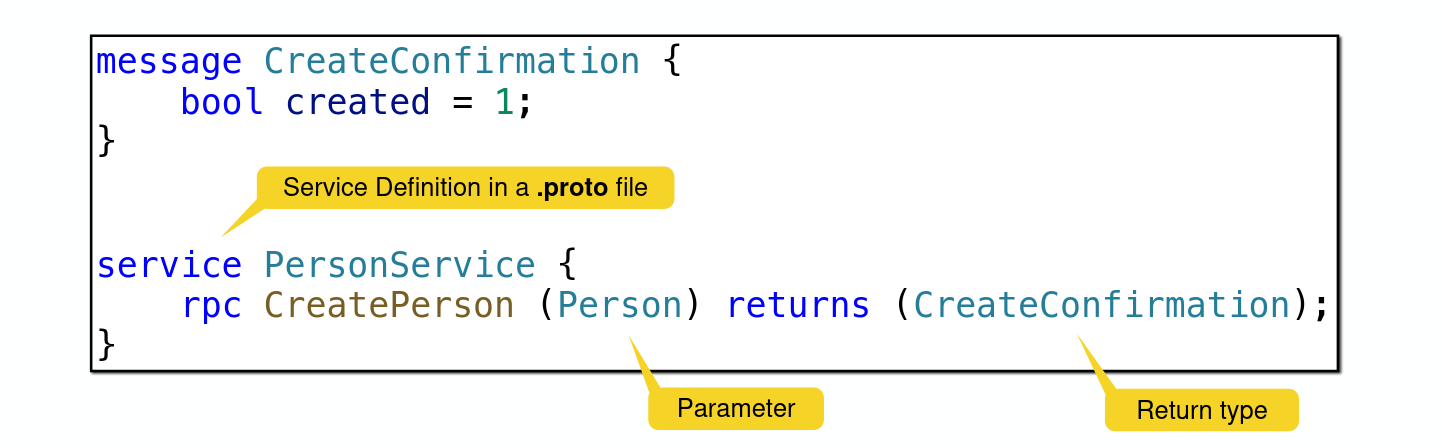 message CreateConfirmation {
    bool created = 1;
}
Service Definition in a .proto file
service PersonService {
    rpc CreatePerson (Person) returns (CreateConfirmation);
}
Parameter
Return type